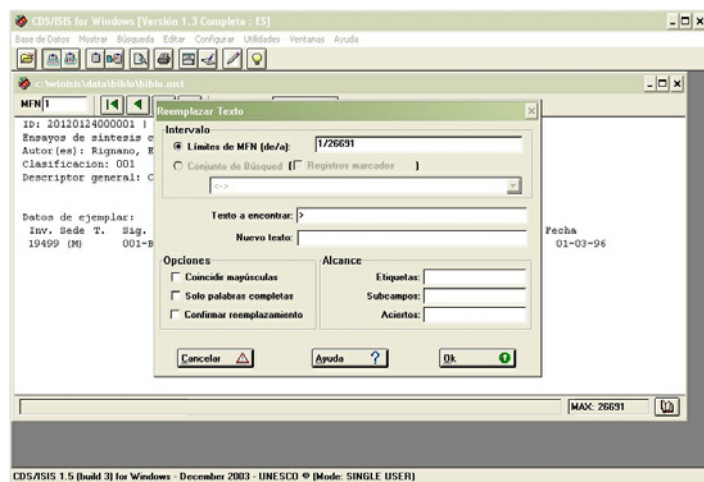 CDS/ISIS for Windows [Versión 1.3 Completa : ES]
Base de Datos Mostrar Búsqueda Editar Configurar Utilidades Ventanas Ayuda
c:\winisis\data\biblo\biblo.mst
MFN 1
Reemplazar Texto
ID: 20120124000001 |
Ensayos de sintesis c
Autor(es): Rignano, E
Clasificacion: 001
Descriptor general: C
Intervalo
Límites de MFN (de/a): 1/26691
Conjunto de Búsqued ( Registros marcados )
<->
Texto a encontrar: >
Nuevo texto:
Datos de ejemplar:
Inv. Sede T. Sig. Fecha
19499 (M) 001-B 01-03-96
Opciones
Coincidir mayúsculas
Solo palabras completas
Confirmar reemplazamiento
Alcance
Etiquetas:
Subcampos:
Aciertos:
Cancelar Ayuda ? Ok
MAX: 26691
CDS/ISIS 1.5 (build 3) for Windows - December 2003 - UNESCO © (Mode: SINGLE USER)